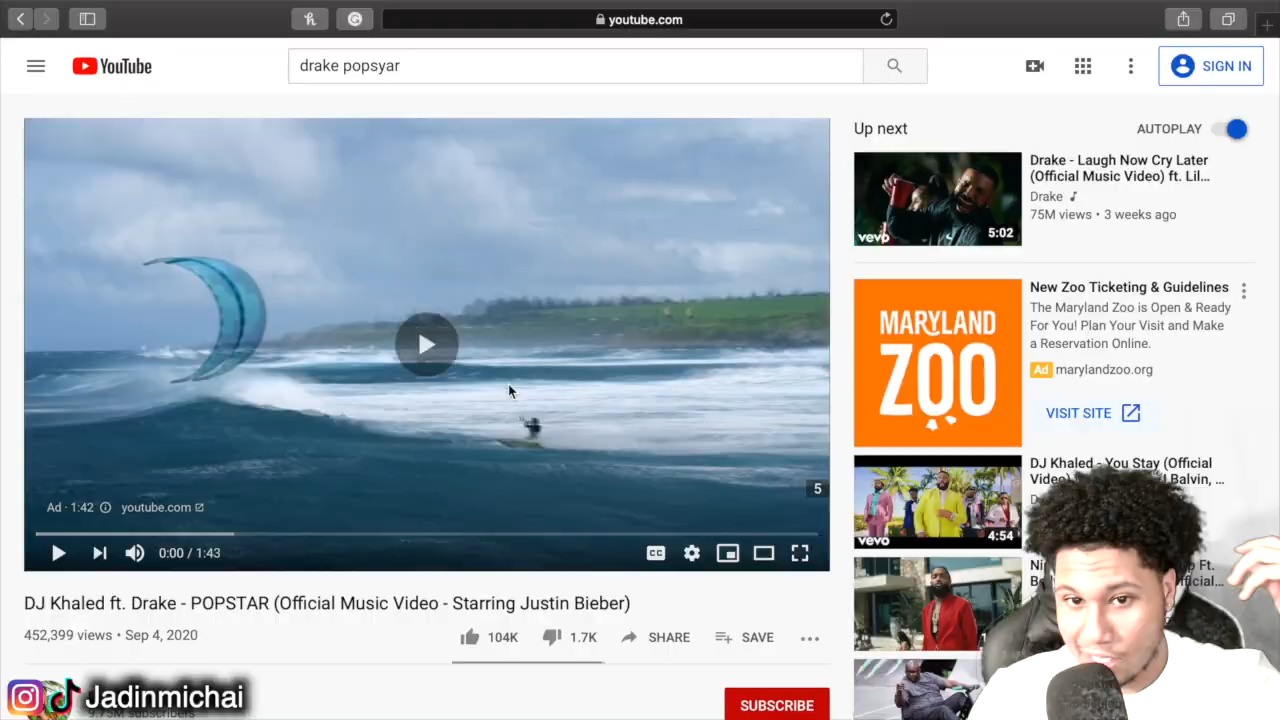 youtube.com
YouTube
drake popsyar
SIGN IN
Up next
AUTOPLAY
Drake - Laugh Now Cry Later
(Official Music Video) ft. Lil...
Drake
75M views • 3 weeks ago
vevo
5:02
New Zoo Ticketing & Guidelines
The Maryland Zoo is Open & Ready
For You! Plan Your Visit and Make
a Reservation Online.
Ad marylandzoo.org
VISIT SITE
MARYLAND
ZOO
DJ Khaled - You Stay (Official
Video)
Balvin, ...
vevo
4:54
Ft.
5
Ad · 1:42
youtube.com
0:00 / 1:43
CC
DJ Khaled ft. Drake - POPSTAR (Official Music Video - Starring Justin Bieber)
452,399 views • Sep 4, 2020
104K
1.7K
SHARE
SAVE
Jadinmichai
subscribers
SUBSCRIBE